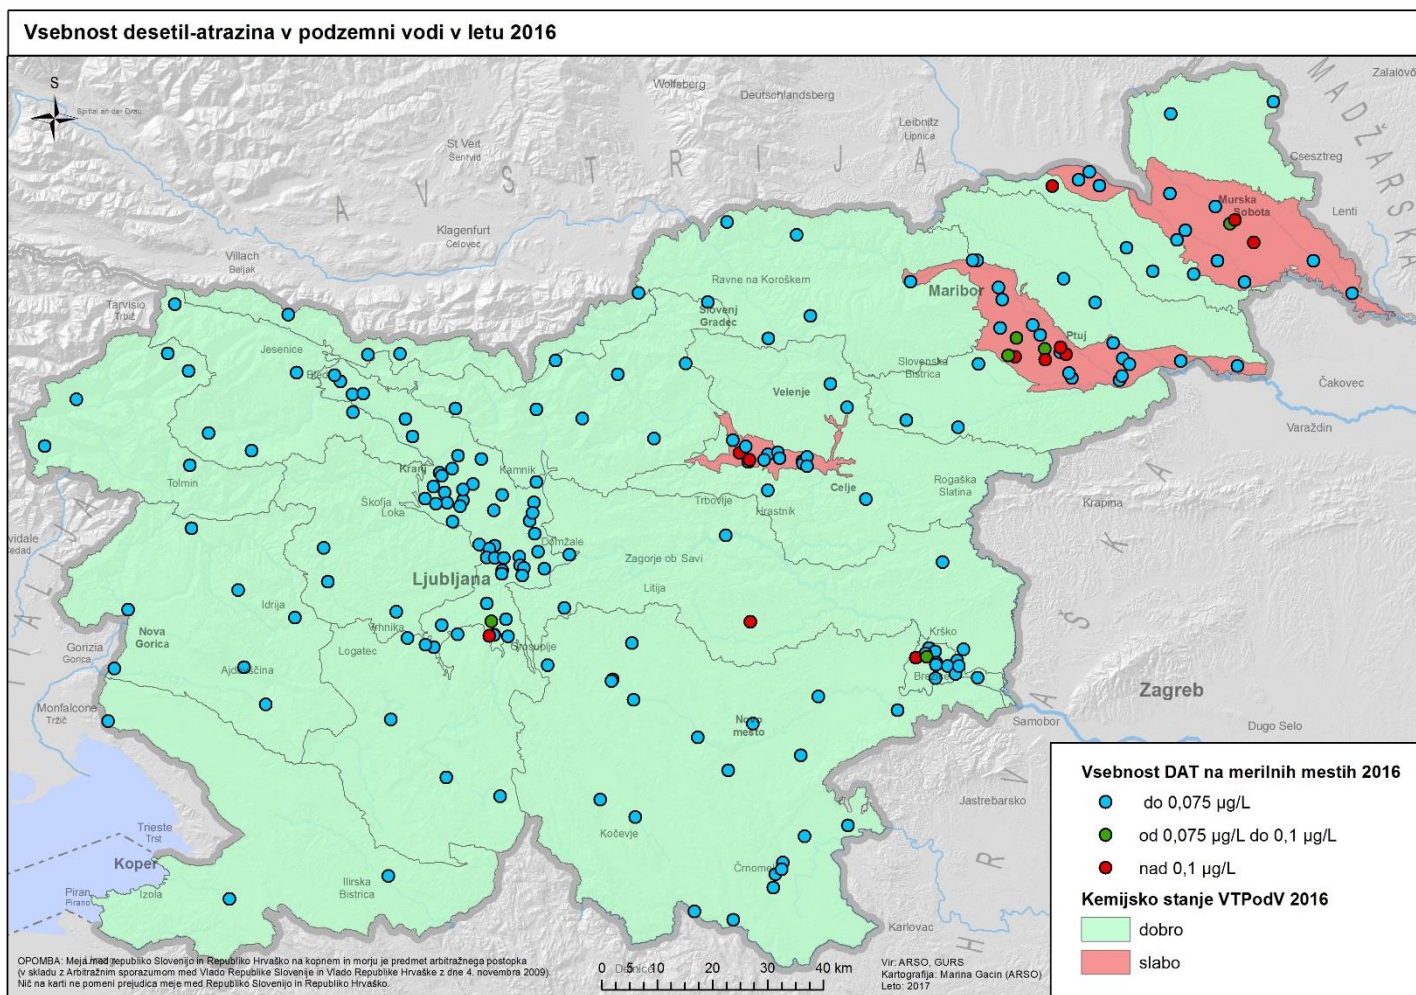 Vsebnost desetil-atrazina v podzemni vodi v letu 2016
S
Spittal an der Drau
Wolfsberg
Deutschlandsberg
Leibnitz
Lipnica
St Veit
Šentvid
A V S T R I J A
M A D Ž A R S K A
Csesztreg
Lenti
Klagenfurt
Celovec
Villach
Beljak
Tarvisio
Trbiž
Murska
Sobota
Ravne na Koroškem
Maribor
Slovenj
Gradec
Ptuj
Jesenice
Bled
Slovenska
Bistrica
Čakovec
Velenje
Varaždin
Kranj
Kamnik
Tolmin
Škofja
Loka
Celje
Rogaška
Slatina
Trbovlje
Hrastnik
Krapina
Domžale
Zagorje ob Savi
Ljubljana
Litija
Idrija
Vrhnika
Nova
Gorica
Gorizia
Gorica
Logatec
Grosuplje
Krško
Ajdovščina
Brežice
Zagreb
Monfalcone
Tržič
Novo
mesto
Samobor
Dugo Selo
Jastrebarsko
Trieste
Trst
Kočevje
Koper
Črnomelj
Piran
Pirano
Izola
Ilirska
Bistrica
Karlovac
Delnice
I T A L I J A
H R V A Š K A
Vsebnost DAT na merilnih mestih 2016
do 0,075 µg/L
od 0,075 µg/L do 0,1 µg/L
nad 0,1 µg/L
Kemijsko stanje VTPodV 2016
dobro
slabo
OPOMBA: Meja med republiko Slovenijo in Republiko Hrvaško na kopnem in morju je predmet arbitražnega postopka
(v skladu z Arbitražnim sporazumom med Vlado Republike Slovenije in Vlado Republike Hrvaške z dne 4. novembra 2009).
Nič na karti ne pomeni prejudica meje med Republiko Slovenijo in Republiko Hrvaško.
0 10 20 30 40 km
Vir: ARSO, GURS
Kartografija: Marina Gacin (ARSO)
Leto: 2017